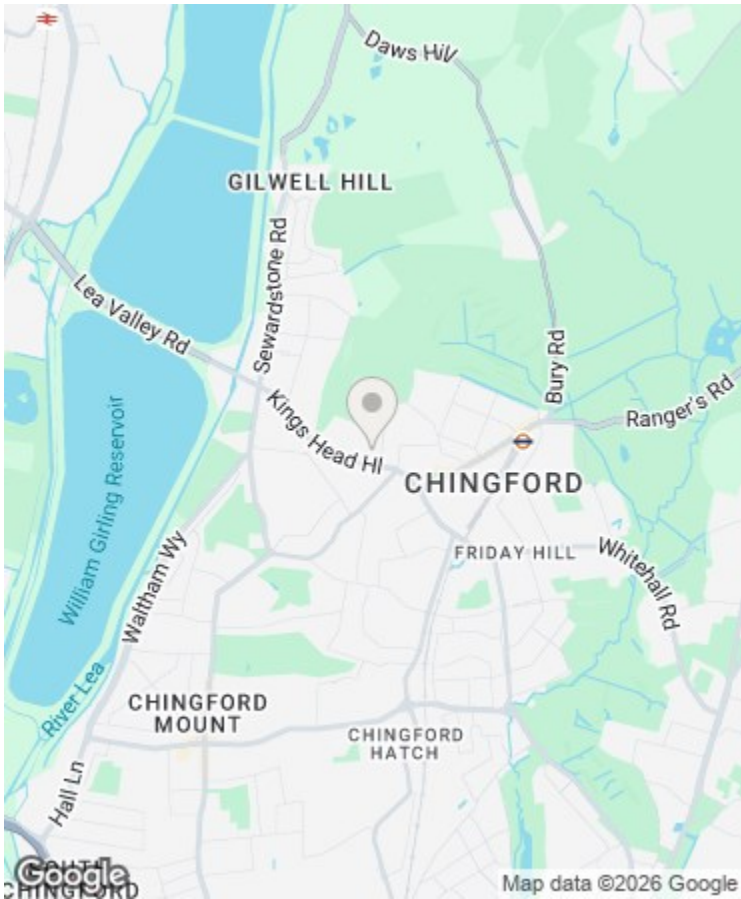 Daws Hill
GILWELL HILL
Sewardstone Rd
Lea Valley Rd
Bury Rd
Ranger's Rd
Kings Head Hl
CHINGFORD
William Girling Reservoir
FRIDAY HILL
Whitehall Rd
Waltham Wy
River Lea
CHINGFORD
MOUNT
CHINGFORD
HATCH
Hall Ln
SOUTH
CHINGFORD
Google
Map data ©2026 Google